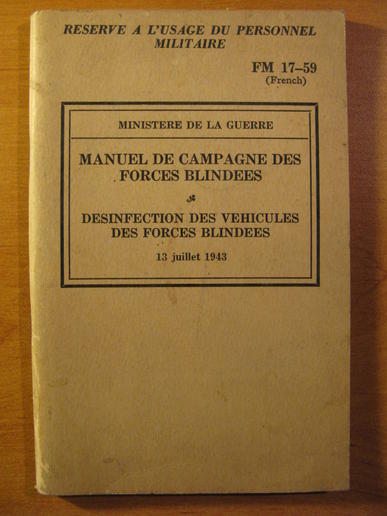 RESERVE A L'USAGE DU PERSONNEL
MILITAIRE
FM 17-59
(French)
MINISTERE DE LA GUERRE
MANUEL DE CAMPAGNE DES
FORCES BLINDEES
DESINFECTION DES VEHICULES
DES FORCES BLINDEES
13 juillet 1943